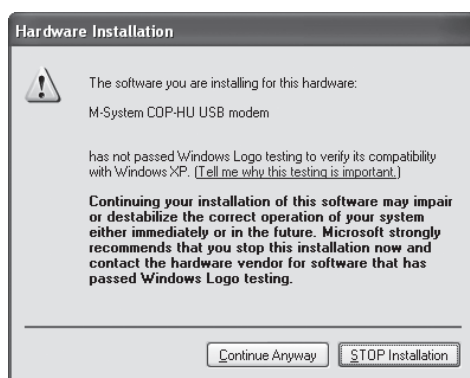 Hardware Installation
The software you are installing for this hardware:
M-System COP-HU USB modem
has not passed Windows Logo testing to verify its compatibility
with Windows XP. (Tell me why this testing is important.)
Continuing your installation of this software may impair
or destabilize the correct operation of your system
either immediately or in the future. Microsoft strongly
recommends that you stop this installation now and
contact the hardware vendor for software that has
passed Windows Logo testing.
Continue Anyway
STOP Installation